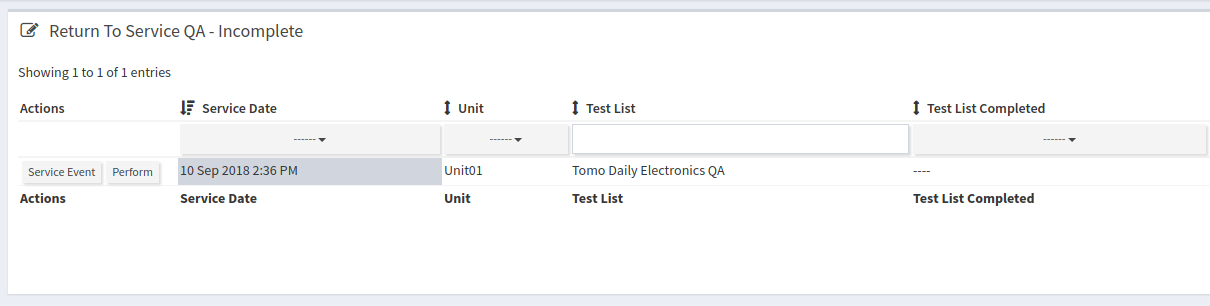 Return To Service QA - Incomplete
Showing 1 to 1 of 1 entries
Actions Service Date Unit Test List Test List Completed
------ ------ ------
Service Event Perform 10 Sep 2018 2:36 PM Unit01 Tomo Daily Electronics QA ----
Actions Service Date Unit Test List Test List Completed